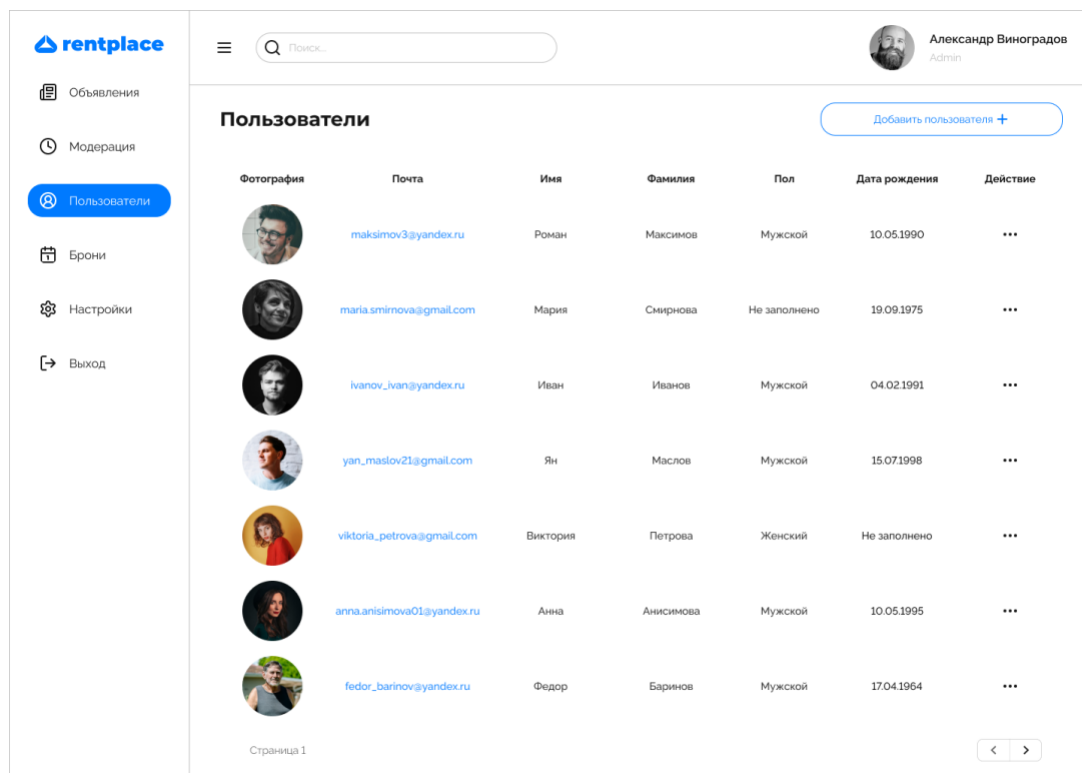 rentplace
Поиск...
Александр Виноградов
Admin
Объявления
Модерация
Пользователи
Брони
Настройки
Выход
Пользователи
Добавить пользователя +
Фотография Почта Имя Фамилия Пол Дата рождения Действие
maksimov3@yandex.ru Роман Максимов Мужской 10.05.1990 •••
maria.smirnova@gmail.com Мария Смирнова Не заполнено 19.09.1975 •••
ivanov_ivan@yandex.ru Иван Иванов Мужской 04.02.1991 •••
yan_maslov21@gmail.com Ян Маслов Мужской 15.07.1998 •••
viktoria_petrova@gmail.com Виктория Петрова Женский Не заполнено •••
anna.anisimova01@yandex.ru Анна Анисимова Мужской 10.05.1995 •••
fedor_barinov@yandex.ru Федор Баринов Мужской 17.04.1964 •••
Страница 1